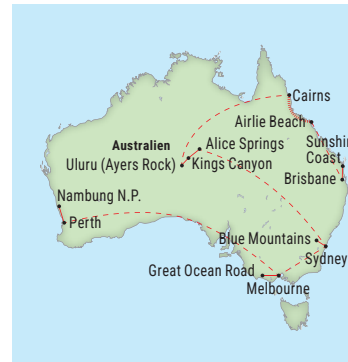 Cairns
Airlie Beach
Sunshin
Coast
Australien
Alice Springs
Uluru (Ayers Rock)
Kings Canyon
Brisbane
Nambung N.P.
Perth
Blue Mountains
Sydney
Great Ocean Road
Melbourne